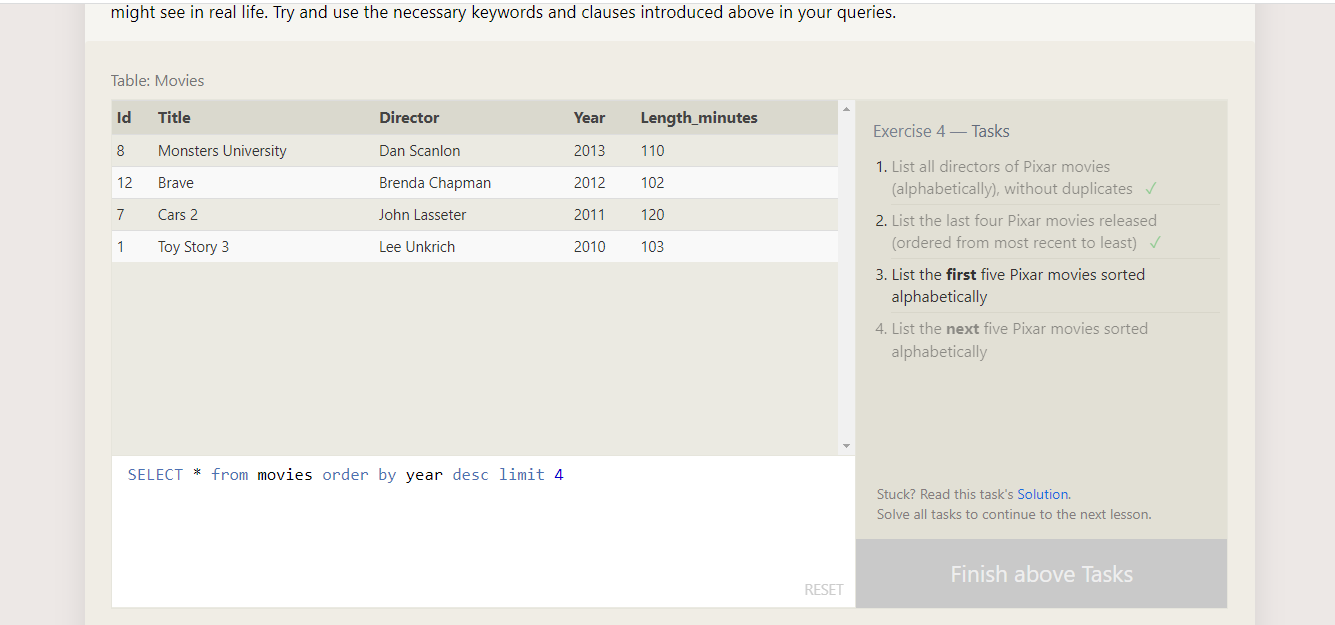 might see in real life. Try and use the necessary keywords and clauses introduced above in your queries.
Table: Movies
Id Title Director Year Length_minutes
8 Monsters University Dan Scanlon 2013 110
12 Brave Brenda Chapman 2012 102
7 Cars 2 John Lasseter 2011 120
1 Toy Story 3 Lee Unkrich 2010 103
SELECT * from movies order by year desc limit 4
RESET
Exercise 4 — Tasks
1. List all directors of Pixar movies
(alphabetically), without duplicates ✓
2. List the last four Pixar movies released
(ordered from most recent to least) ✓
3. List the first five Pixar movies sorted
alphabetically
4. List the next five Pixar movies sorted
alphabetically
Stuck? Read this task's Solution.
Solve all tasks to continue to the next lesson.
Finish above Tasks